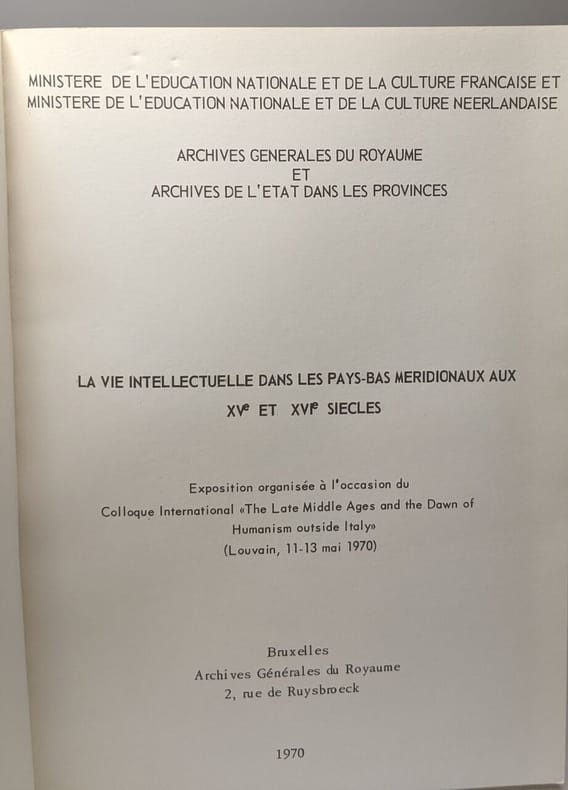 MINISTERE DE L'EDUCATION NATIONALE ET DE LA CULTURE FRANCAISE ET
MINISTERE DE L'EDUCATION NATIONALE ET DE LA CULTURE NEERLANDAISE
ARCHIVES GENERALES DU ROYAUME
ET
ARCHIVES DE L'ETAT DANS LES PROVINCES
LA VIE INTELLECTUELLE DANS LES PAYS-BAS MERIDIONAUX AUX
XVe ET XVIe SIECLES
Exposition organisée à l'occasion du
Colloque International «The Late Middle Ages and the Dawn of
Humanism outside Italy»
(Louvain, 11-13 mai 1970)
Bruxelles
Archives Générales du Royaume
2, rue de Ruysbroeck
1970